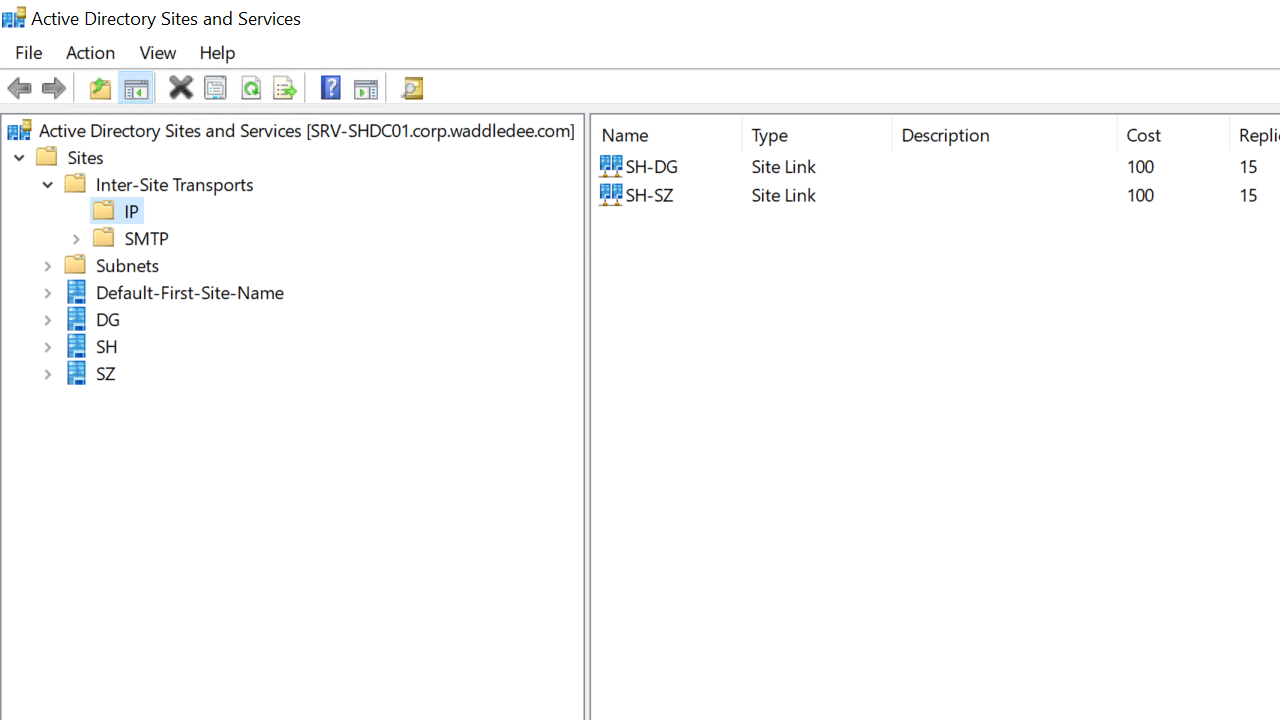 Active Directory Sites and Services
File Action View Help
Active Directory Sites and Services [SRV-SHDC01.corp.waddledee.com]
Sites
Inter-Site Transports
IP
SMTP
Subnets
Default-First-Site-Name
DG
SH
SZ
Name Type Description Cost Replic
SH-DG Site Link 100 15
SH-SZ Site Link 100 15